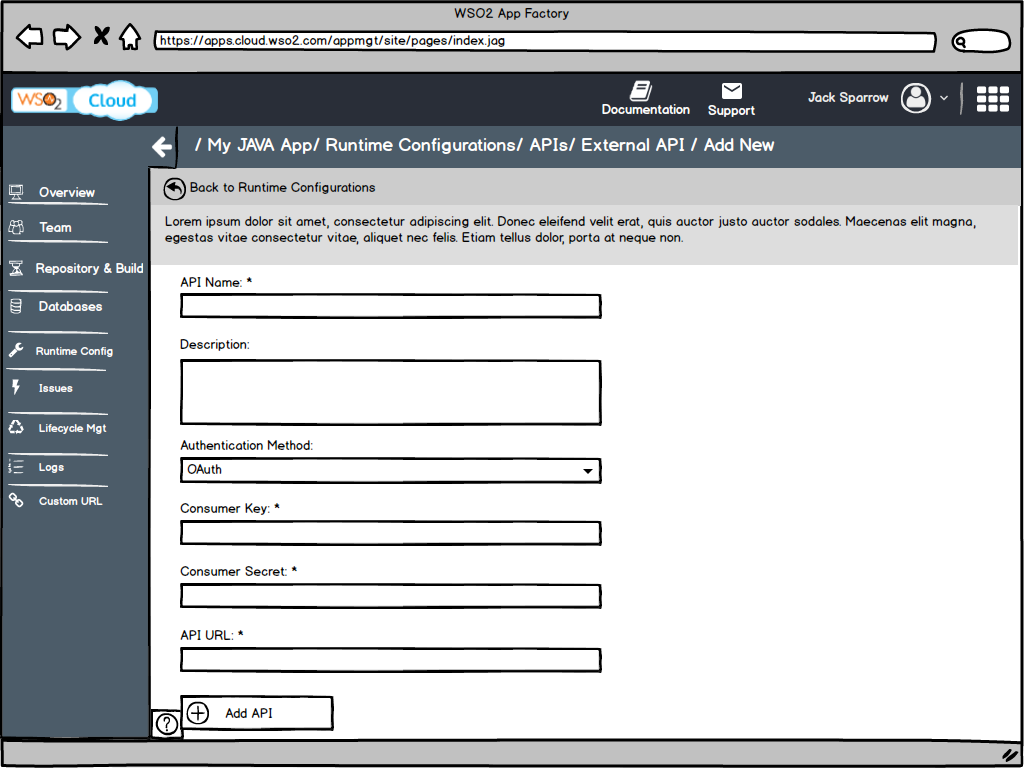 WSO2 App Factory
https://apps.cloud.wso2.com/appmgt/site/pages/index.jag
WSO2 Cloud
Documentation
Support
Jack Sparrow
/ My JAVA App/ Runtime Configurations/ APIs/ External API / Add New
Back to Runtime Configurations
Lorem ipsum dolor sit amet, consectetur adipiscing elit. Donec eleifend velit erat, quis auctor justo auctor sodales. Maecenas elit magna,
egestas vitae consectetur vitae, aliquet nec felis. Etiam tellus dolor, porta at neque non.
Overview
Team
Repository & Build
Databases
Runtime Config
Issues
Lifecycle Mgt
Logs
Custom URL
API Name: *
Description:
Authentication Method:
OAuth
Consumer Key: *
Consumer Secret: *
API URL: *
Add API
?